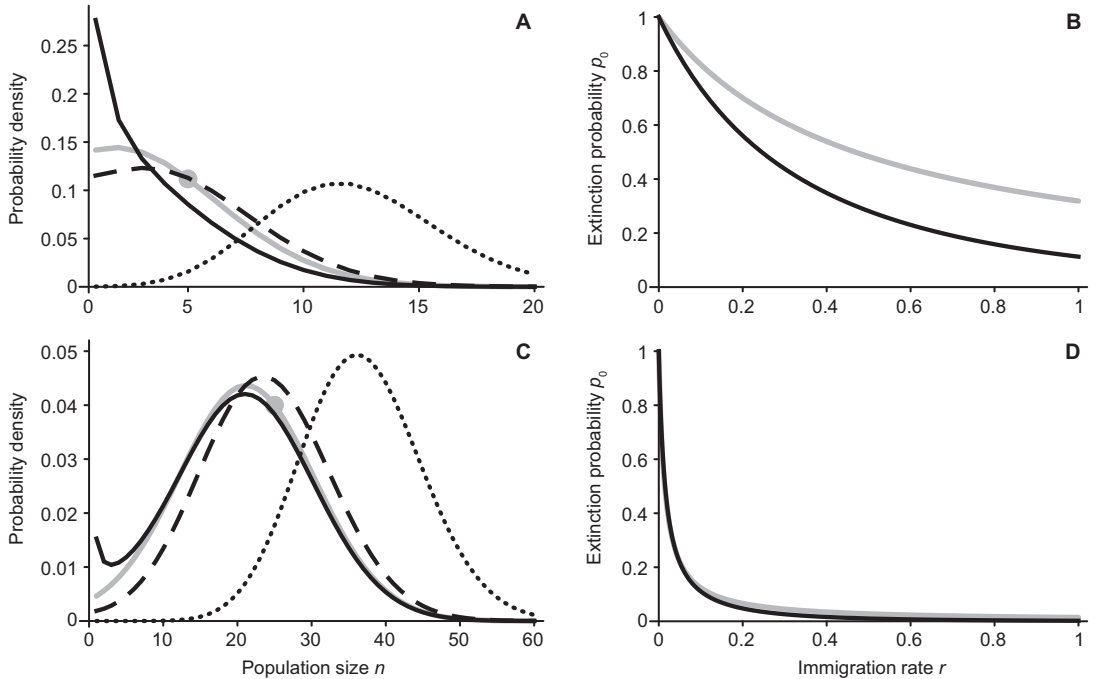 A
Probability density
0.25
0.2
0.15
0.1
0.05
0
0 5 10 15 20
B
Extinction probability p0
1
0.8
0.6
0.4
0.2
0
0 0.2 0.4 0.6 0.8 1
C
Probability density
0.05
0.04
0.03
0.02
0.01
0
0 10 20 30 40 50 60
Population size n
D
Extinction probability p0
1
0.8
0.6
0.4
0.2
0
0 0.2 0.4 0.6 0.8 1
Immigration rate r